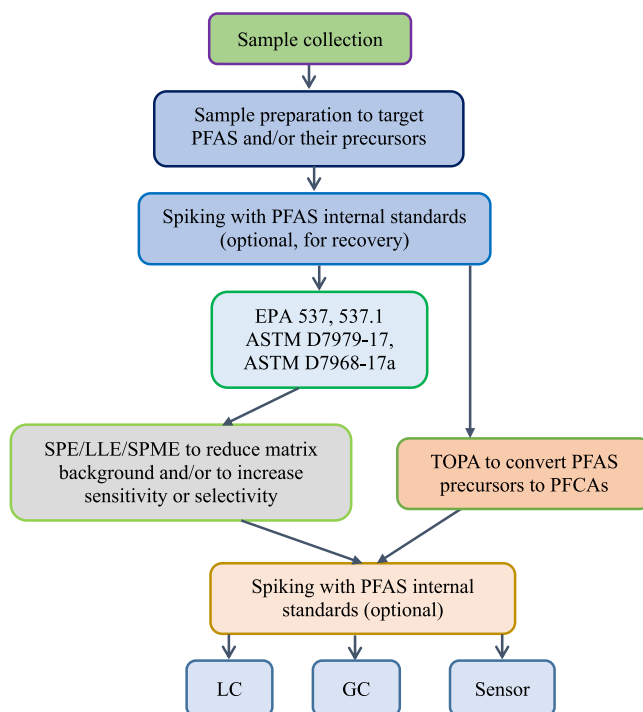 Sample collection
Sample preparation to target
PFAS and/or their precursors
Spiking with PFAS internal standards
(optional, for recovery)
EPA 537, 537.1
ASTM D7979-17,
ASTM D7968-17a
SPE/LLE/SPME to reduce matrix
background and/or to increase
sensitivity or selectivity
TOPA to convert PFAS
precursors to PFCAs
Spiking with PFAS internal
standards (optional)
LC
GC
Sensor